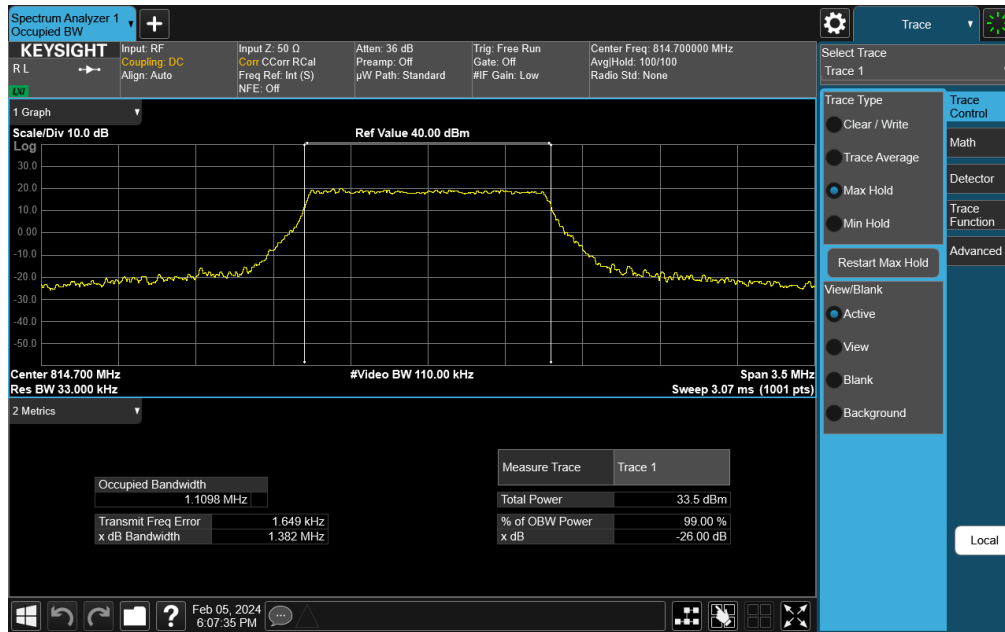 Spectrum Analyzer 1
Occupied BW
KEYSIGHT
R L
LXI
Input: RF
Coupling: DC
Align: Auto
Input Z: 50 Ω
Corr CCorr RCal
Freq Ref: Int (S)
NFE: Off
Atten: 36 dB
Preamp: Off
µW Path: Standard
Trig: Free Run
Gate: Off
#IF Gain: Low
Center Freq: 814.700000 MHz
Avg|Hold: 100/100
Radio Std: None
1 Graph
Scale/Div 10.0 dB
Ref Value 40.00 dBm
Log
30.0
20.0
10.0
0.00
-10.0
-20.0
-30.0
-40.0
-50.0
Center 814.700 MHz
#Video BW 110.00 kHz
Span 3.5 MHz
Res BW 33.000 kHz
Sweep 3.07 ms (1001 pts)
2 Metrics
Occupied Bandwidth
1.1098 MHz
Transmit Freq Error 1.649 kHz
x dB Bandwidth 1.382 MHz
Measure Trace Trace 1
Total Power 33.5 dBm
% of OBW Power 99.00 %
x dB -26.00 dB
Feb 05, 2024
6:07:35 PM
Trace
Select Trace
Trace 1
Trace Type
Clear / Write
Trace Average
Max Hold
Min Hold
Restart Max Hold
View/Blank
Active
View
Blank
Background
Trace
Control
Math
Detector
Trace
Function
Advanced
Local